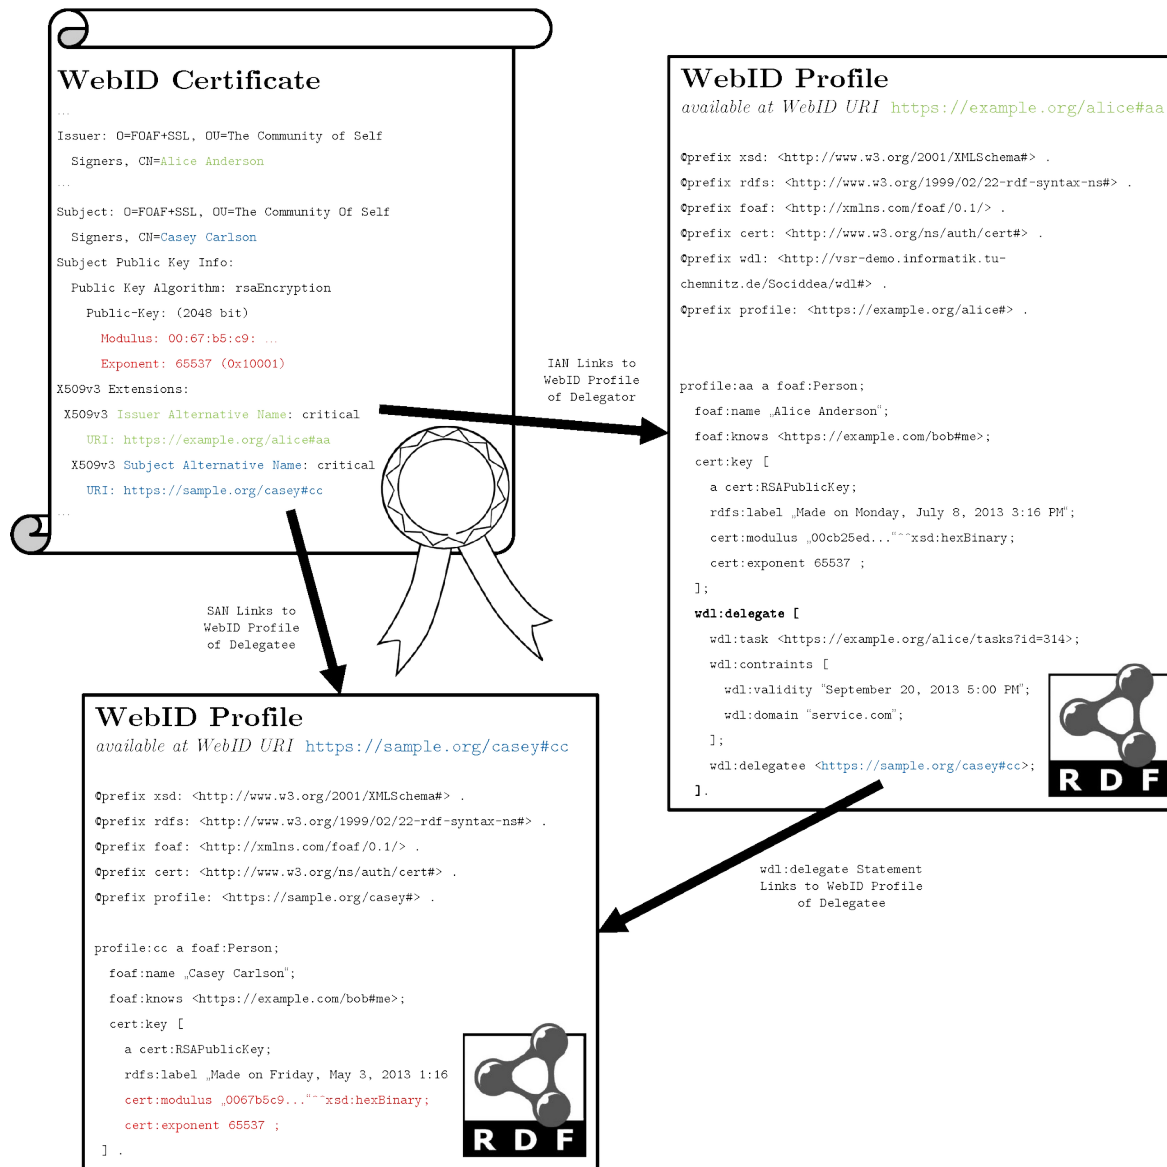 WebID Certificate
...
Issuer: O=FOAF+SSL, OU=The Community of Self
Signers, CN=Alice Anderson
...
Subject: O=FOAF+SSL, OU=The Community Of Self
Signers, CN=Casey Carlson
Subject Public Key Info:
Public Key Algorithm: rsaEncryption
Public-Key: (2048 bit)
Modulus: 00:67:b5:c9: ...
Exponent: 65537 (0x10001)
X509v3 Extensions:
X509v3 Issuer Alternative Name: critical
URI: https://example.org/alice#aa
X509v3 Subject Alternative Name: critical
URI: https://sample.org/casey#cc
...
IAN Links to
WebID Profile
of Delegator
SAN Links to
WebID Profile
of Delegatee
WebID Profile
available at WebID URI https://example.org/alice#aa
@prefix xsd: <http://www.w3.org/2001/XMLSchema#> .
@prefix rdfs: <http://www.w3.org/1999/02/22-rdf-syntax-ns#> .
@prefix foaf: <http://xmlns.com/foaf/0.1/> .
@prefix cert: <http://www.w3.org/ns/auth/cert#> .
@prefix wdl: <http://vsr-demo.informatik.tu-
chemnitz.de/Sociddea/wdl#> .
@prefix profile: <https://example.org/alice#> .
profile:aa a foaf:Person;
foaf:name „Alice Anderson“;
foaf:knows <https://example.com/bob#me>;
cert:key [
a cert:RSAPublicKey;
rdfs:label „Made on Monday, July 8, 2013 3:16 PM“;
cert:modulus „00cb25ed...“^^xsd:hexBinary;
cert:exponent 65537 ;
];
wdl:delegate [
wdl:task <https://example.org/alice/tasks?id=314>;
wdl:contraints [
wdl:validity “September 20, 2013 5:00 PM“;
wdl:domain “service.com“;
];
wdl:delegatee <https://sample.org/casey#cc>;
].
RDF
wdl:delegate Statement
Links to WebID Profile
of Delegatee
WebID Profile
available at WebID URI https://sample.org/casey#cc
@prefix xsd: <http://www.w3.org/2001/XMLSchema#> .
@prefix rdfs: <http://www.w3.org/1999/02/22-rdf-syntax-ns#> .
@prefix foaf: <http://xmlns.com/foaf/0.1/> .
@prefix cert: <http://www.w3.org/ns/auth/cert#> .
@prefix profile: <https://sample.org/casey#> .
profile:cc a foaf:Person;
foaf:name „Casey Carlson“;
foaf:knows <https://example.com/bob#me>;
cert:key [
a cert:RSAPublicKey;
rdfs:label „Made on Friday, May 3, 2013 1:16
cert:modulus „0067b5c9...“^^xsd:hexBinary;
cert:exponent 65537 ;
] .
RDF